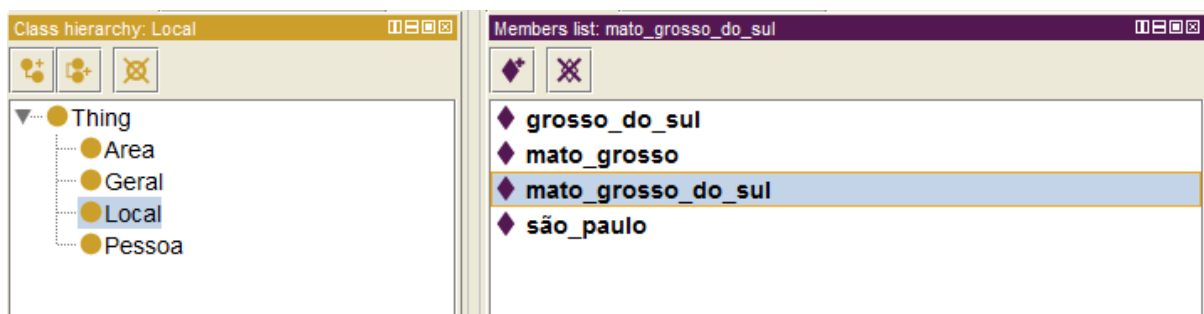 Class hierarchy: Local
Thing
Area
Geral
Local
Pessoa
Members list: mato_grosso_do_sul
grosso_do_sul
mato_grosso
mato_grosso_do_sul
são_paulo